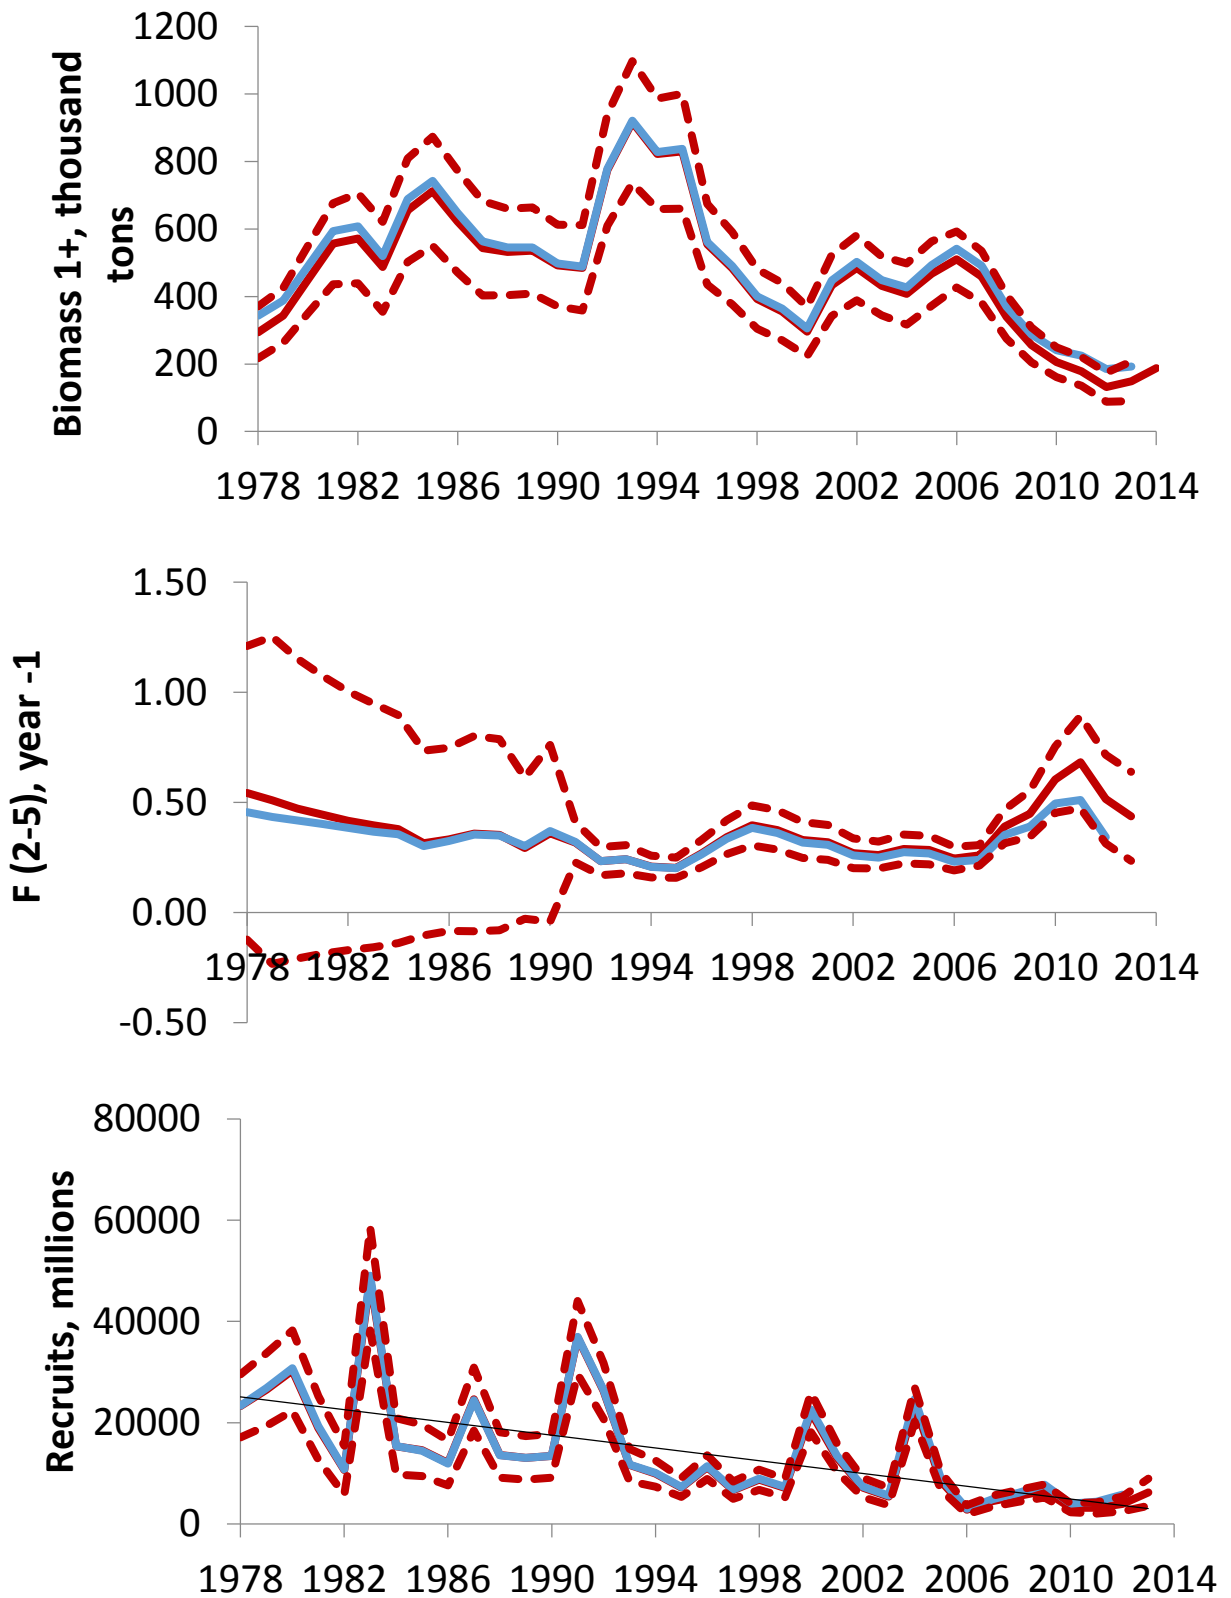 Biomass 1+, thousand
tons
1200
1000
800
600
400
200
0
1978 1982 1986 1990 1994 1998 2002 2006 2010 2014
F (2-5), year -1
1.50
1.00
0.50
0.00
-0.50
1978 1982 1986 1990 1994 1998 2002 2006 2010 2014
Recruits, millions
80000
60000
40000
20000
0
1978 1982 1986 1990 1994 1998 2002 2006 2010 2014